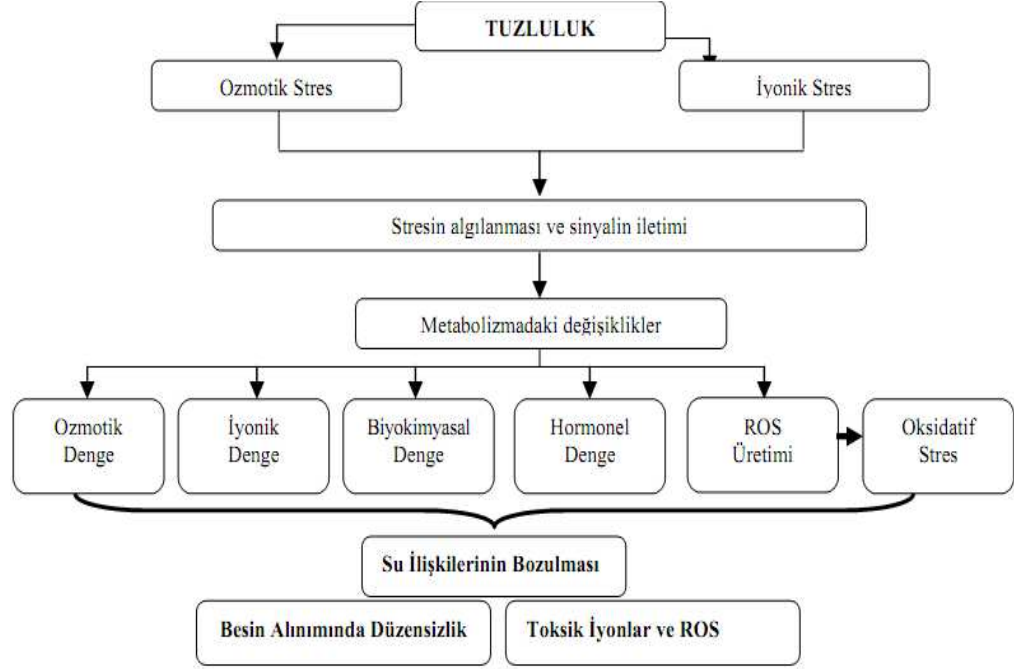 TUZLULUK
Ozmotik Stres
İyonik Stres
Stresin algılanması ve sinyalin iletimi
Metabolizmadaki değişiklikler
Ozmotik
Denge
İyonik
Denge
Biyokimyasal
Denge
Hormonel
Denge
ROS
Üretimi
Oksidatif
Stres
Su İlişkilerinin Bozulması
Besin Alınımında Düzensizlik
Toksik İyonlar ve ROS